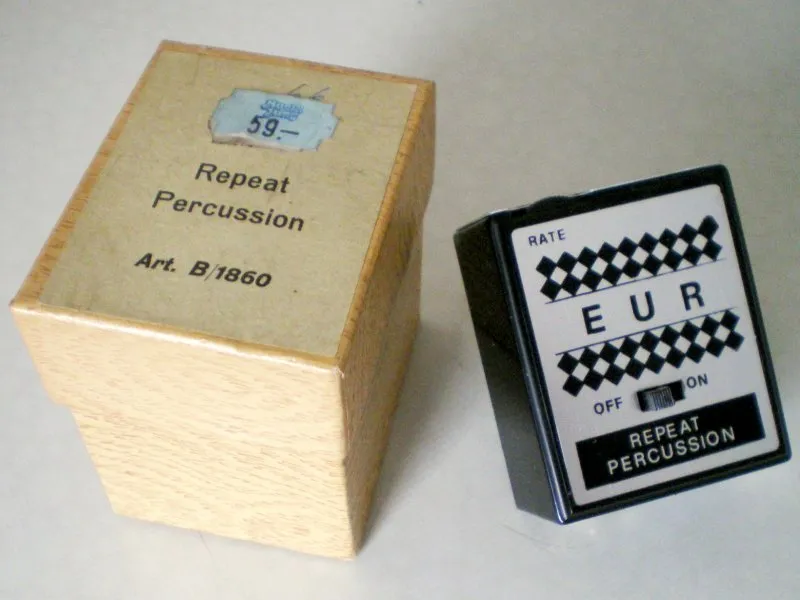 59.—
Repeat
Percussion
Art. B/1860
RATE
EUR
OFF ON
REPEAT
PERCUSSION